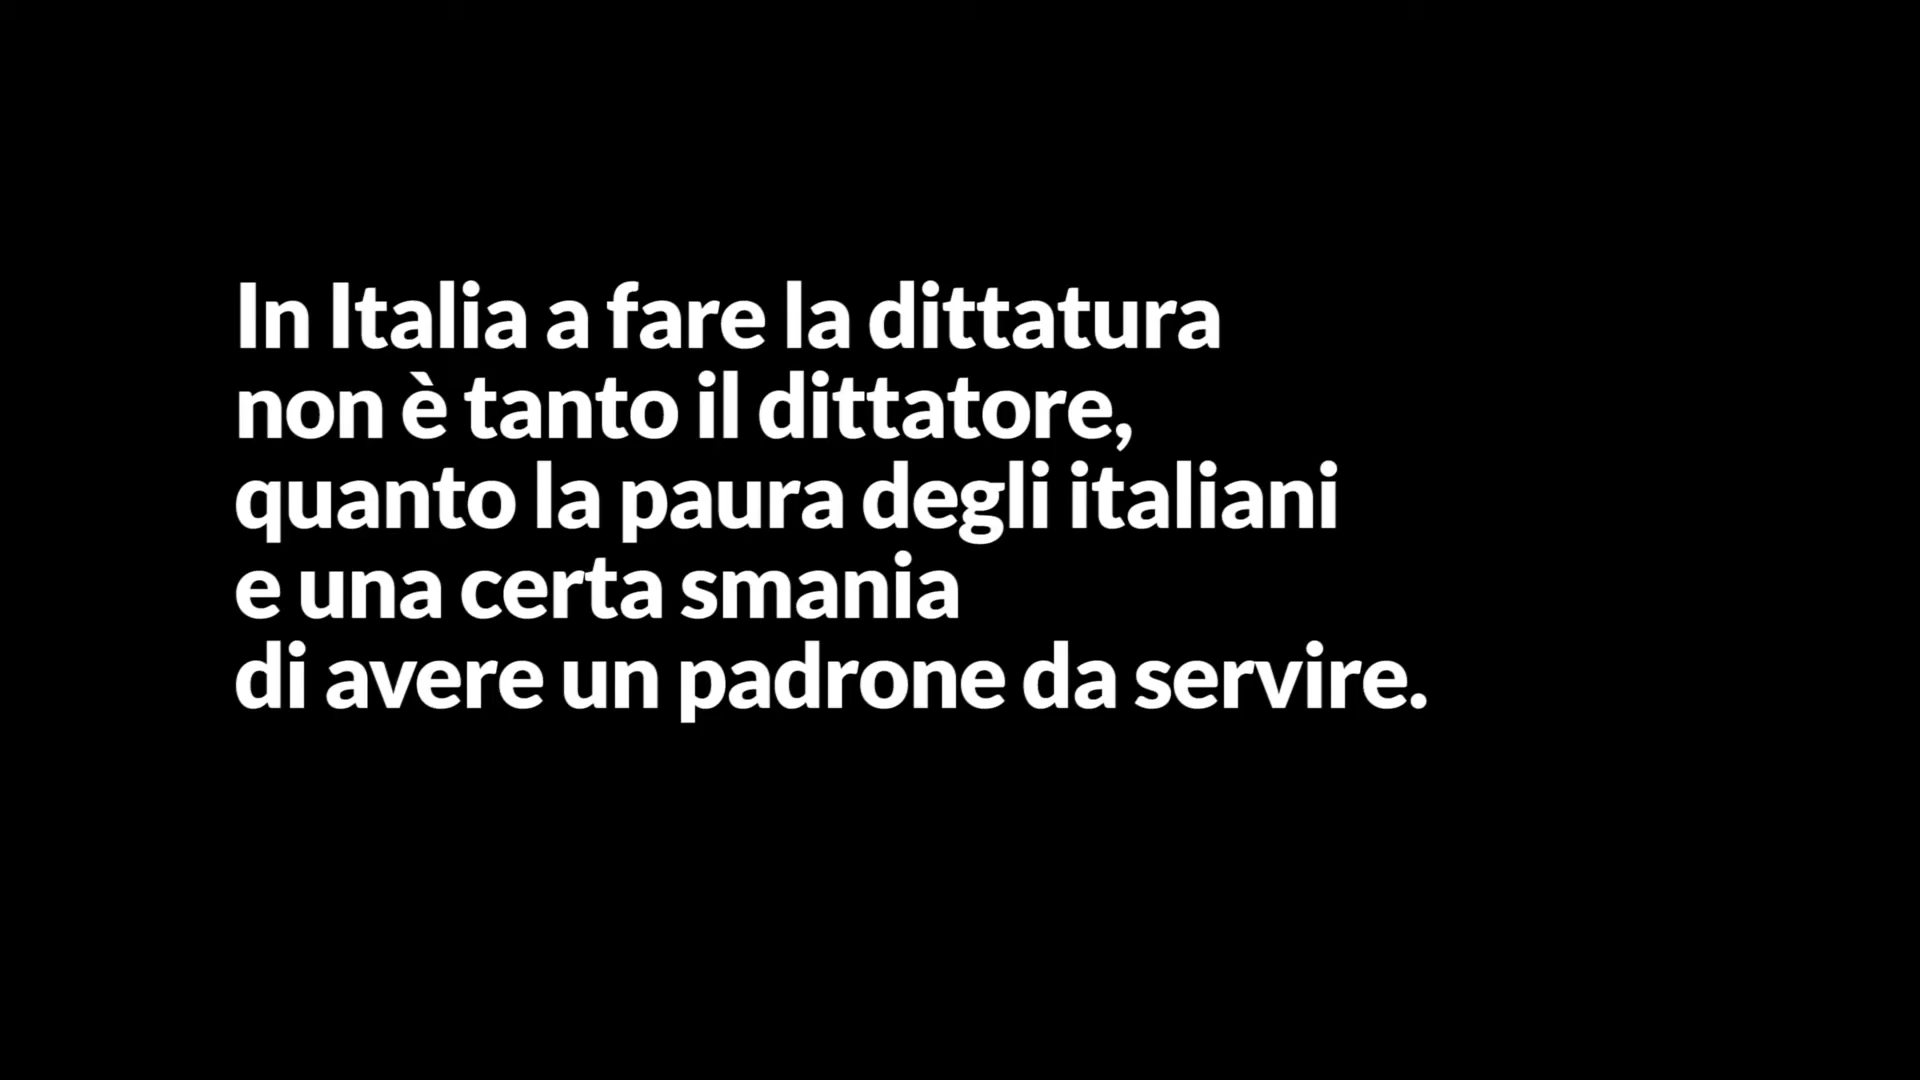 In Italia a fare la dittatura
non è tanto il dittatore,
quanto la paura degli italiani
e una certa smania
di avere un padrone da servire.